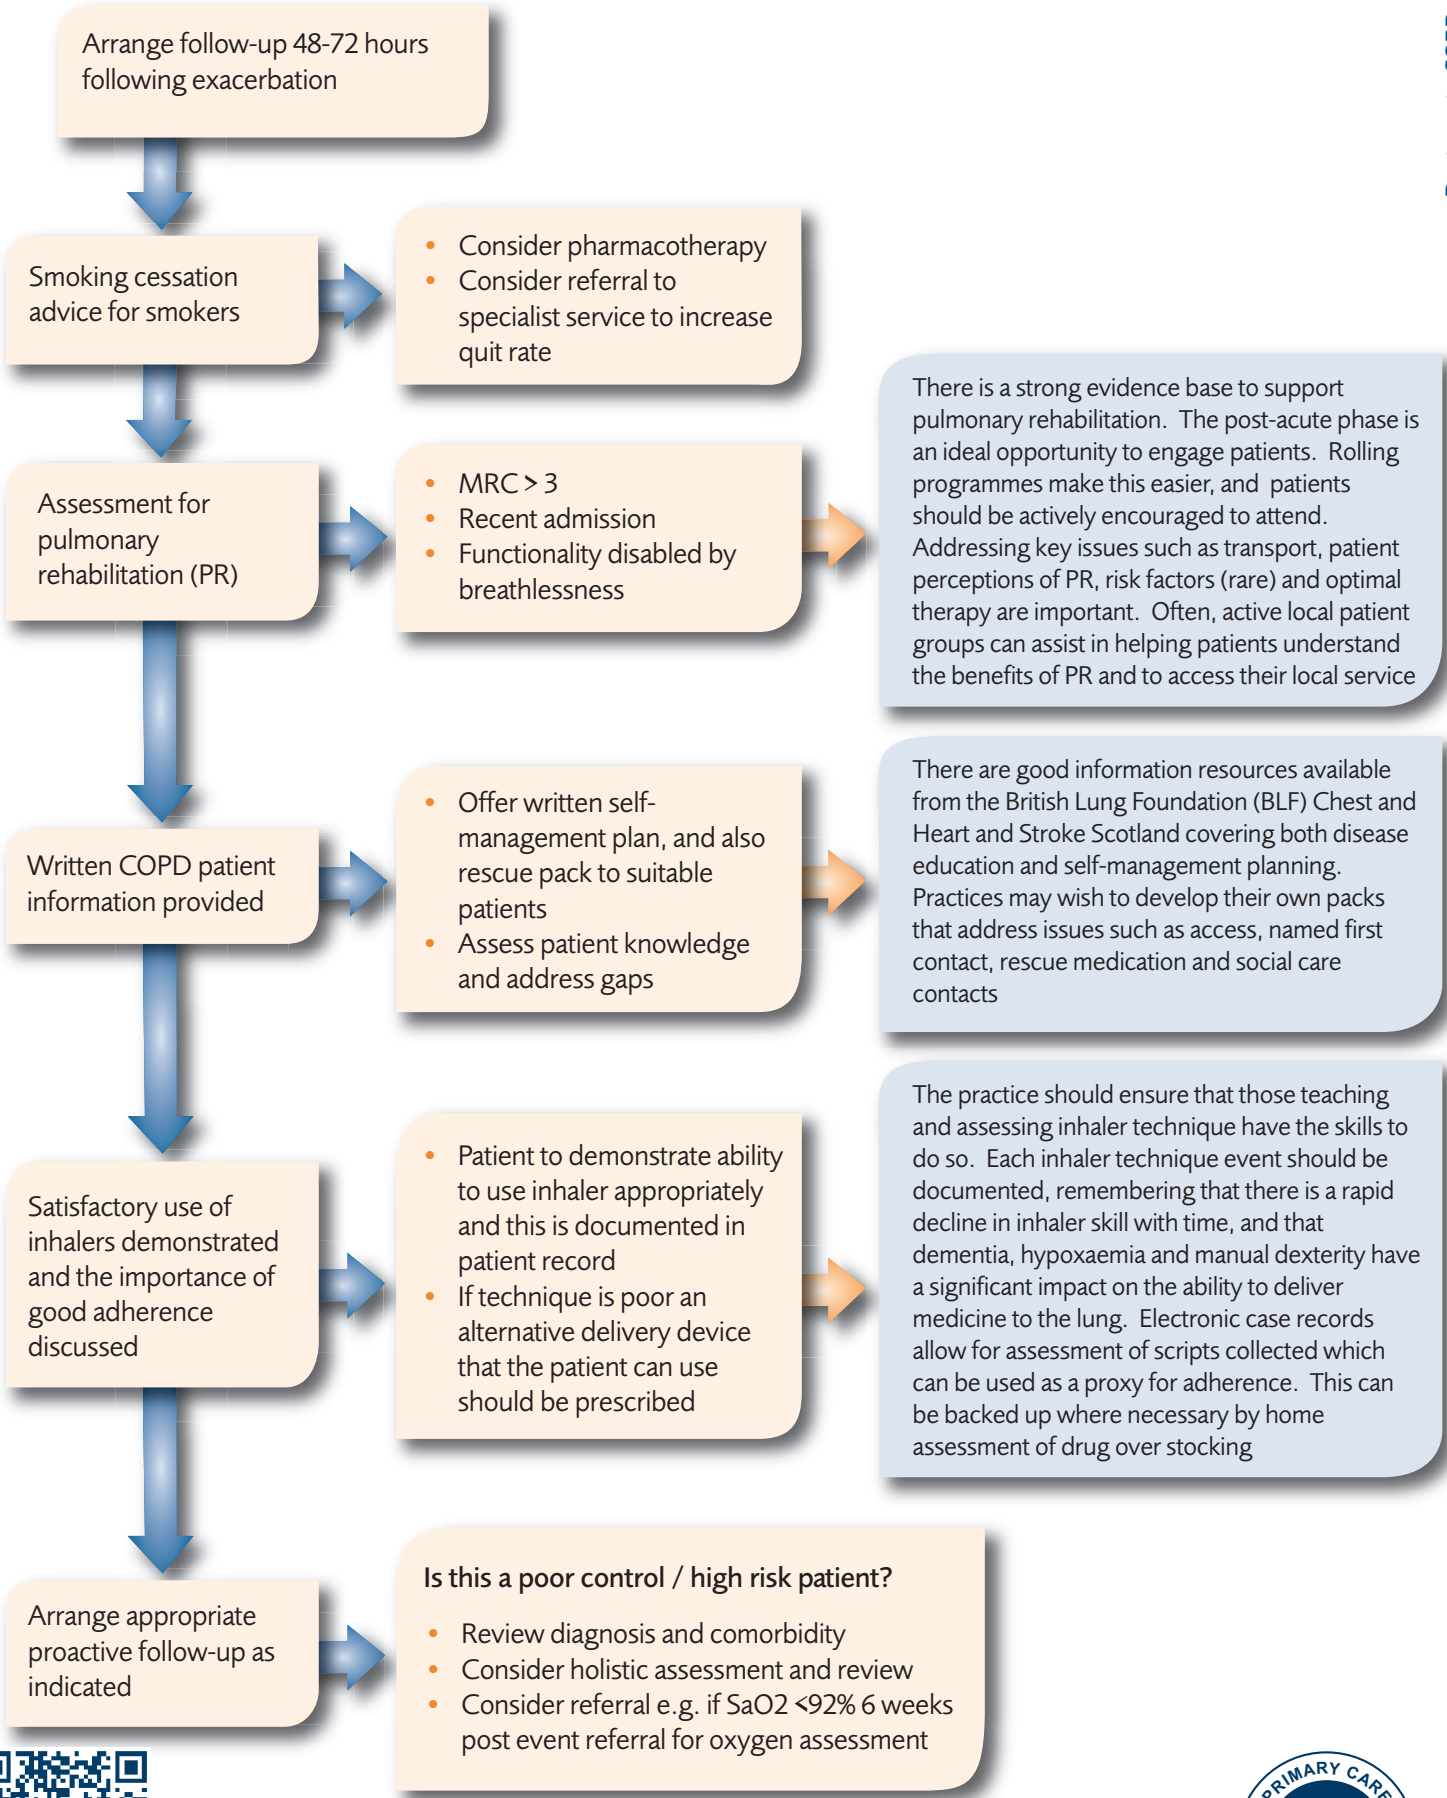 Arrange follow-up 48-72 hours
following exacerbation
Smoking cessation
advice for smokers
• Consider pharmacotherapy
• Consider referral to
specialist service to increase
quit rate
Assessment for
pulmonary
rehabilitation (PR)
• MRC > 3
• Recent admission
• Functionality disabled by
breathlessness
There is a strong evidence base to support
pulmonary rehabilitation. The post-acute phase is
an ideal opportunity to engage patients. Rolling
programmes make this easier, and patients
should be actively encouraged to attend.
Addressing key issues such as transport, patient
perceptions of PR, risk factors (rare) and optimal
therapy are important. Often, active local patient
groups can assist in helping patients understand
the benefits of PR and to access their local service
Written COPD patient
information provided
• Offer written self-
management plan, and also
rescue pack to suitable
patients
• Assess patient knowledge
and address gaps
There are good information resources available
from the British Lung Foundation (BLF) Chest and
Heart and Stroke Scotland covering both disease
education and self-management planning.
Practices may wish to develop their own packs
that address issues such as access, named first
contact, rescue medication and social care
contacts
Satisfactory use of
inhalers demonstrated
and the importance of
good adherence
discussed
• Patient to demonstrate ability
to use inhaler appropriately
and this is documented in
patient record
• If technique is poor an
alternative delivery device
that the patient can use
should be prescribed
The practice should ensure that those teaching
and assessing inhaler technique have the skills to
do so. Each inhaler technique event should be
documented, remembering that there is a rapid
decline in inhaler skill with time, and that
dementia, hypoxaemia and manual dexterity have
a significant impact on the ability to deliver
medicine to the lung. Electronic case records
allow for assessment of scripts collected which
can be used as a proxy for adherence. This can
be backed up where necessary by home
assessment of drug over stocking
Arrange appropriate
proactive follow-up as
indicated
Is this a poor control / high risk patient?
• Review diagnosis and comorbidity
• Consider holistic assessment and review
• Consider referral e.g. if SaO2 <92% 6 weeks
post event referral for oxygen assessment
PRIMARY CARE